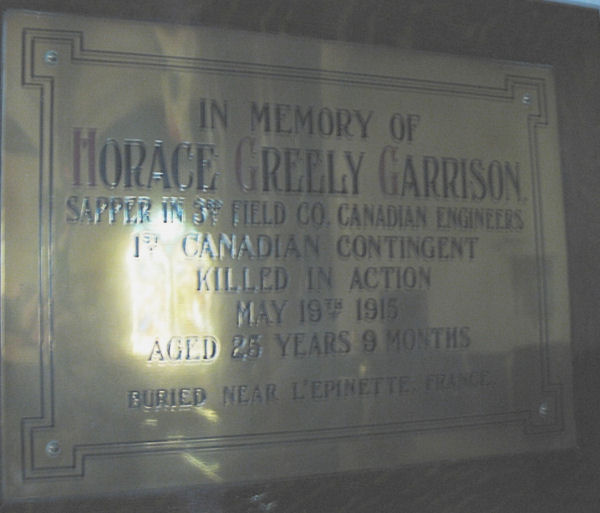 IN MEMORY OF
HORACE GREELY GARRISON.
SAPPER IN 3RD FIELD CO. CANADIAN ENGINEERS
1ST CANADIAN CONTINGENT
KILLED IN ACTION
MAY 19TH 1915
AGED 25 YEARS 9 MONTHS
BURIED NEAR L'EPINETTE, FRANCE.